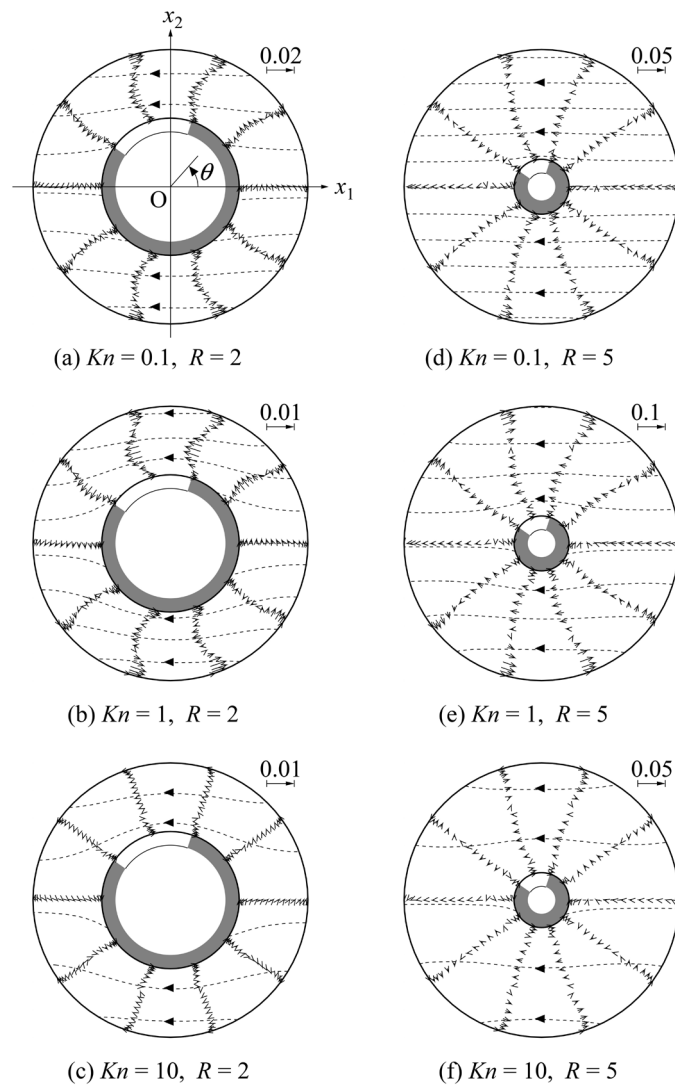 x₂
0.02
0.05
θ
O
x₁
(a) Kn = 0.1, R = 2
(d) Kn = 0.1, R = 5
0.01
0.1
(b) Kn = 1, R = 2
(e) Kn = 1, R = 5
0.01
0.05
(c) Kn = 10, R = 2
(f) Kn = 10, R = 5